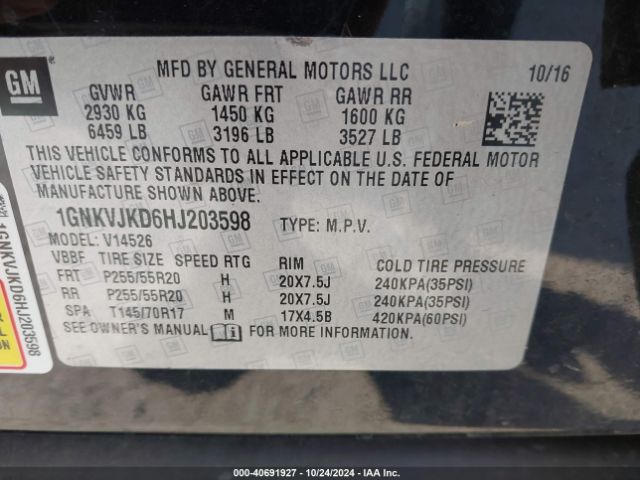 GM
MFD BY GENERAL MOTORS LLC 10/16
GVWR GAWR FRT GAWR RR
2930 KG 1450 KG 1600 KG
6459 LB 3196 LB 3527 LB
THIS VEHICLE CONFORMS TO ALL APPLICABLE U.S. FEDERAL MOTOR
VEHICLE SAFETY STANDARDS IN EFFECT ON THE DATE OF
MANUFACTURE SHOWN ABOVE.
1GNKVJKD6HJ203598 TYPE: M.P.V.
MODEL: V14526
VBBF TIRE SIZE SPEED RTG RIM COLD TIRE PRESSURE
FRT P255/55R20 H 20X7.5J 240KPA(35PSI)
RR P255/55R20 H 20X7.5J 240KPA(35PSI)
SPA T145/70R17 M 17X4.5B 420KPA(60PSI)
SEE OWNER'S MANUAL FOR MORE INFORMATION.
1GNKVJKD6HJ203598
000-40691927 - 10/24/2024 - IAAI.COM